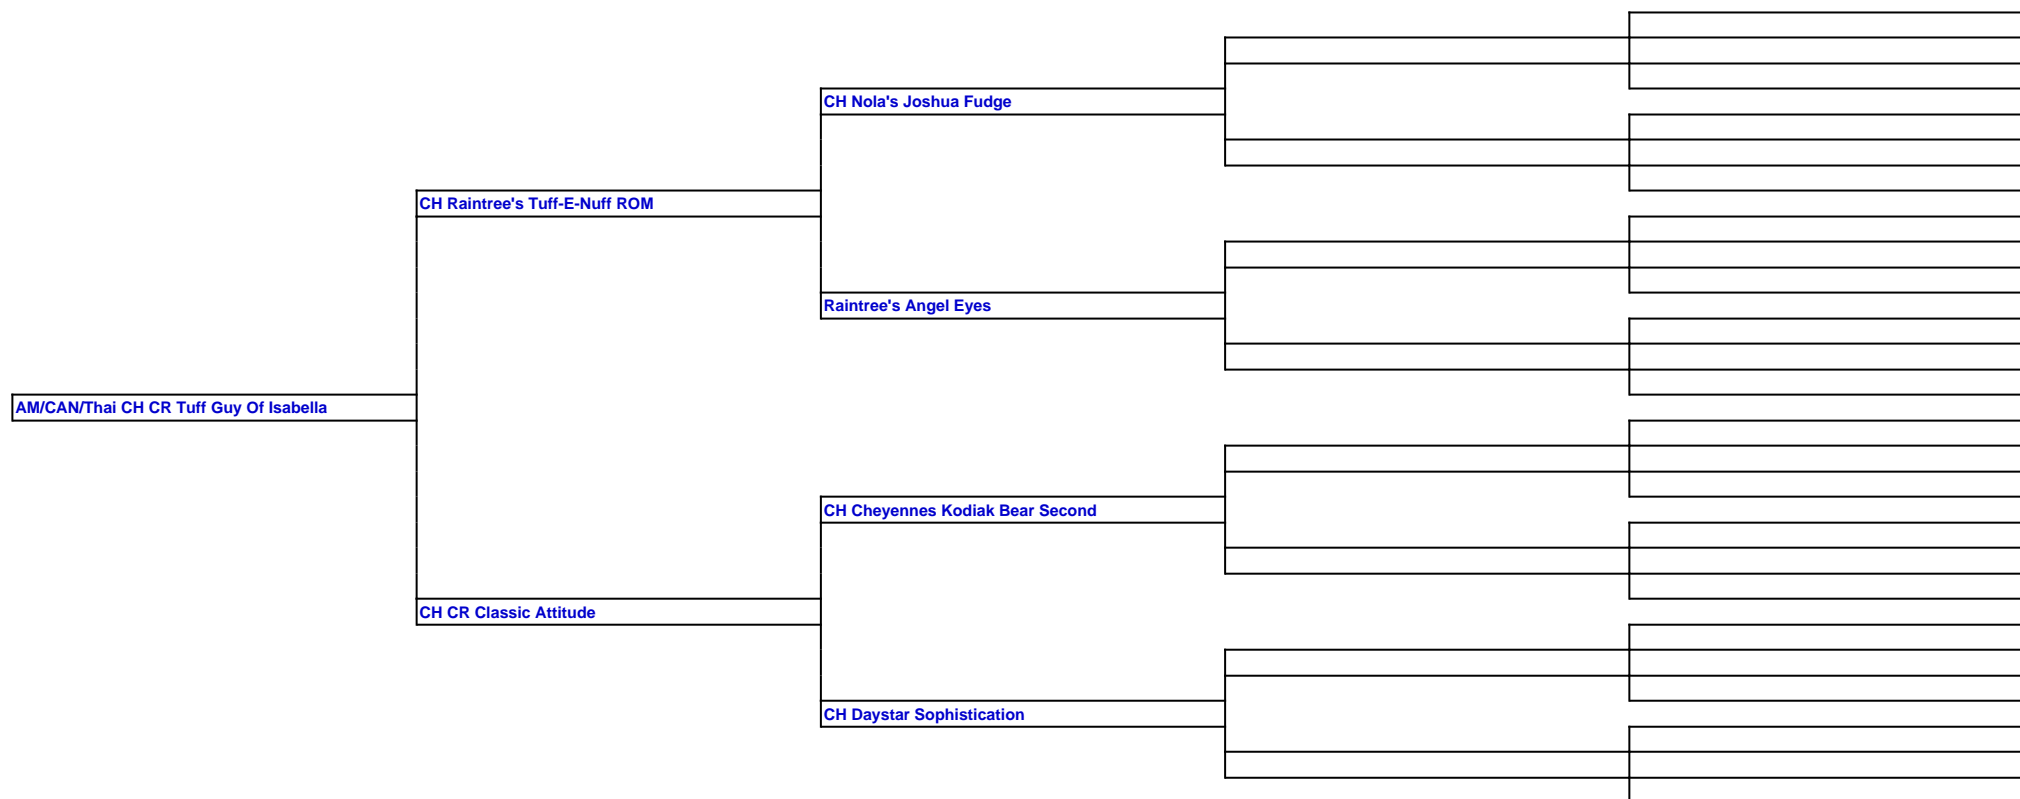 CH Nola's Joshua Fudge
CH Raintree's Tuff-E-Nuff ROM
Raintree's Angel Eyes
AM/CAN/Thai CH CR Tuff Guy Of Isabella
CH Cheyennes Kodiak Bear Second
CH CR Classic Attitude
CH Daystar Sophistication